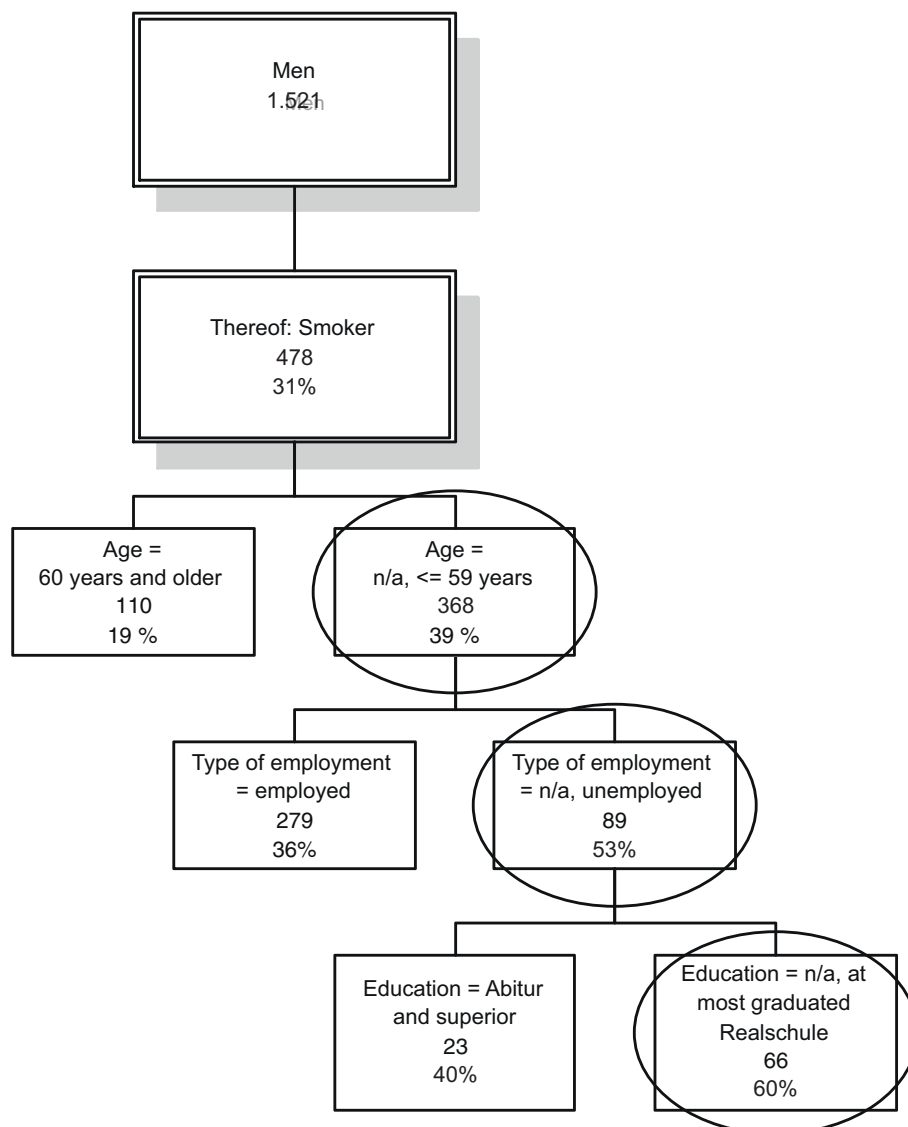 Men
1.521
Men
Thereof: Smoker
478
31%
Age =
60 years and older
110
19 %
Age =
n/a, <= 59 years
368
39 %
Type of employment
= employed
279
36%
Type of employment
= n/a, unemployed
89
53%
Education = Abitur
and superior
23
40%
Education = n/a, at
most graduated
Realschule
66
60%